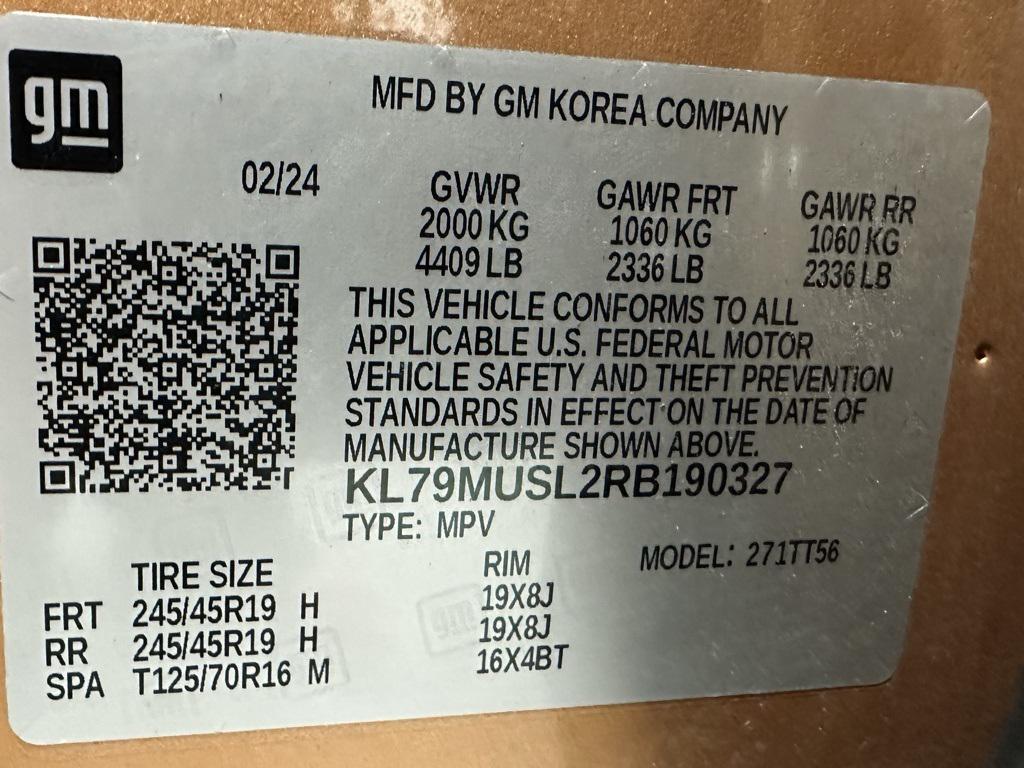 gm
MFD BY GM KOREA COMPANY
02/24
GVWR GAWR FRT GAWR RR
2000 KG 1060 KG 1060 KG
4409 LB 2336 LB 2336 LB
THIS VEHICLE CONFORMS TO ALL
APPLICABLE U.S. FEDERAL MOTOR
VEHICLE SAFETY AND THEFT PREVENTION
STANDARDS IN EFFECT ON THE DATE OF
MANUFACTURE SHOWN ABOVE.
KL79MUSL2RB190327
TYPE: MPV
MODEL: 271TT56
TIRE SIZE RIM
FRT 245/45R19 H 19X8J
RR 245/45R19 H 19X8J
SPA T125/70R16 M 16X4BT